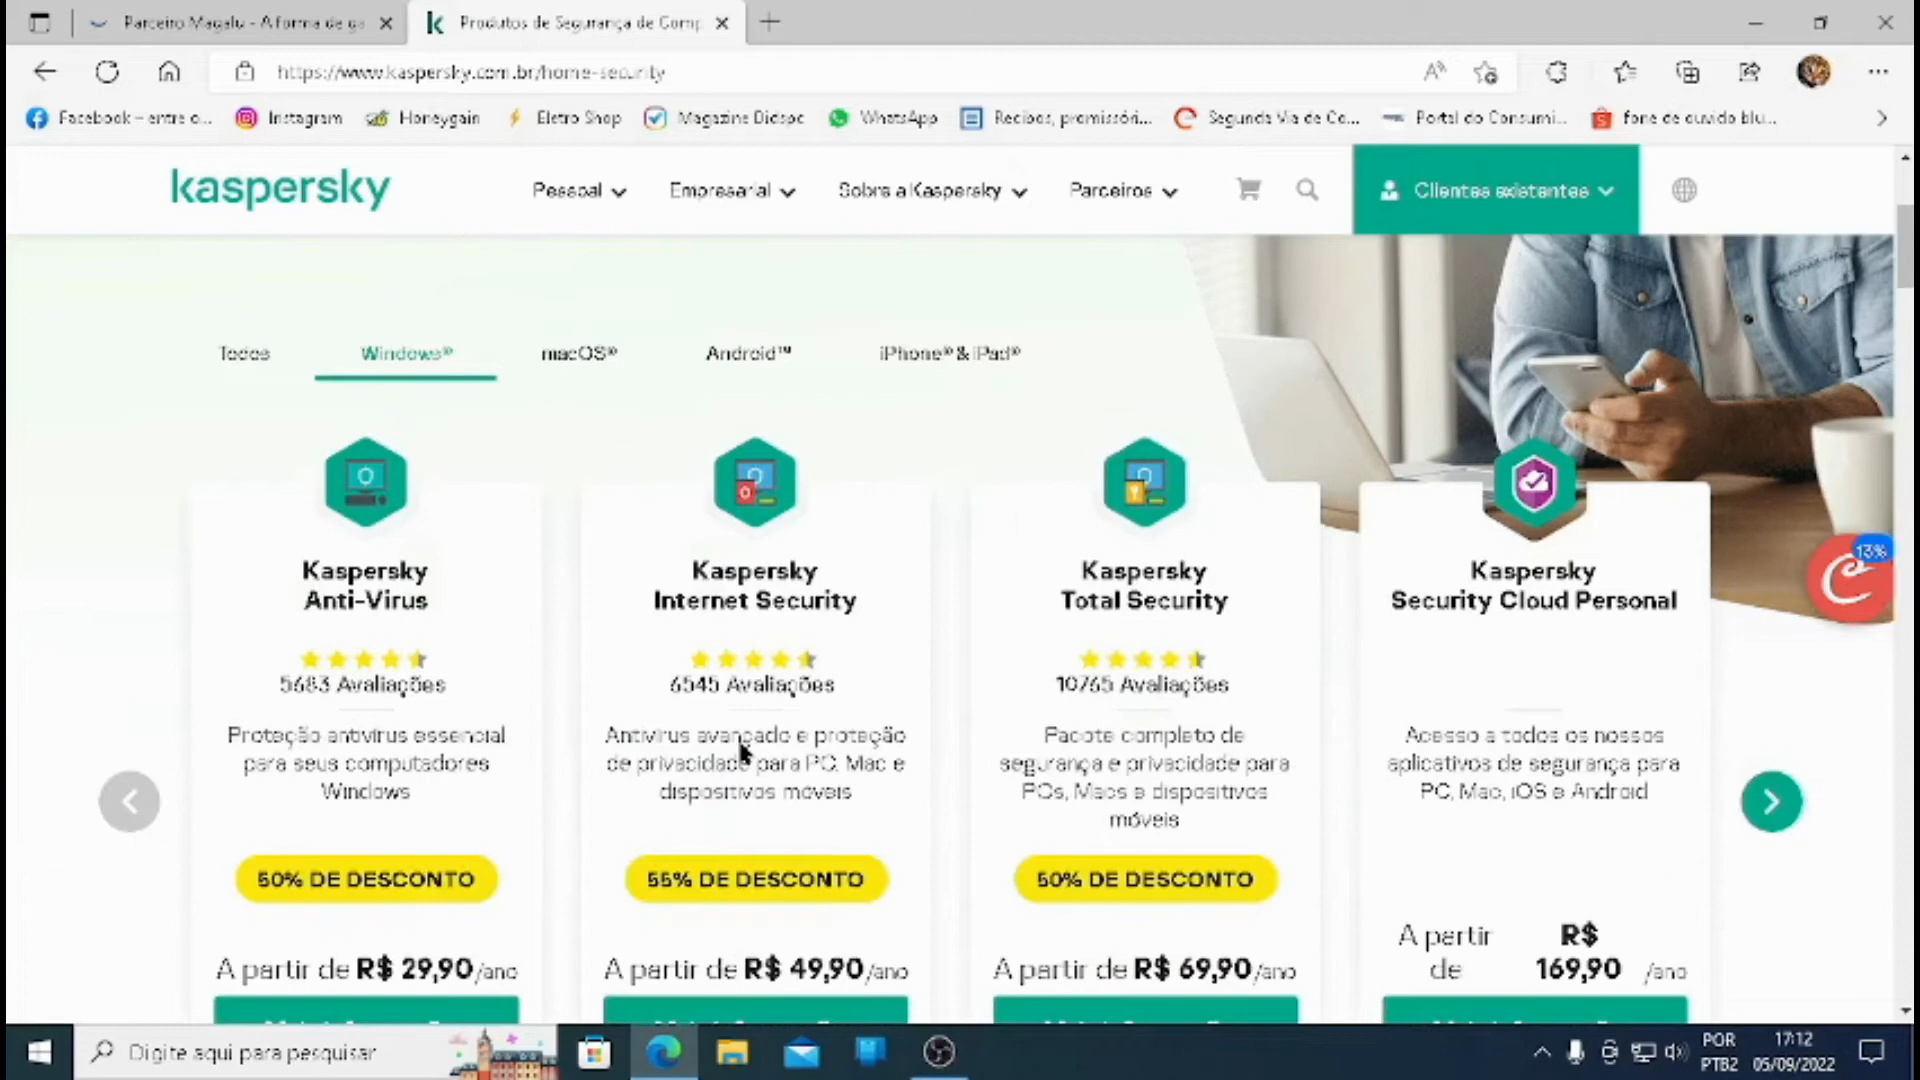 Parceiro Magalu - A forma de ga
Produtos de Segurança de Comp
https://www.kaspersky.com.br/home-security
Facebook – entre o...
Instagram
Honeygain
Eletro Shop
Magazine Didspc
WhatsApp
Recibos, promissóri...
Segunda Via de Co...
Portal do Consumi...
fone de ouvido blu...
kaspersky
Pessoal
Empresarial
Sobre a Kaspersky
Parceiros
Clientes existentes
Todos
Windows®
macOS®
Android™
iPhone® & iPad®
Kaspersky
Anti-Virus
5683 Avaliações
Proteção antivírus essencial
para seus computadores
Windows
50% DE DESCONTO
A partir de R$ 29,90/ano
Kaspersky
Internet Security
6545 Avaliações
Antivírus avançado e proteção
de privacidade para PC, Mac e
dispositivos móveis
55% DE DESCONTO
A partir de R$ 49,90/ano
Kaspersky
Total Security
10765 Avaliações
Pacote completo de
segurança e privacidade para
PCs, Macs e dispositivos
móveis
50% DE DESCONTO
A partir de R$ 69,90/ano
Kaspersky
Security Cloud Personal
Acesso a todos os nossos
aplicativos de segurança para
PC, Mac, iOS e Android
A partir de R$ 169,90 /ano
13%
Digite aqui para pesquisar
POR
PTB2
17:12
05/09/2022